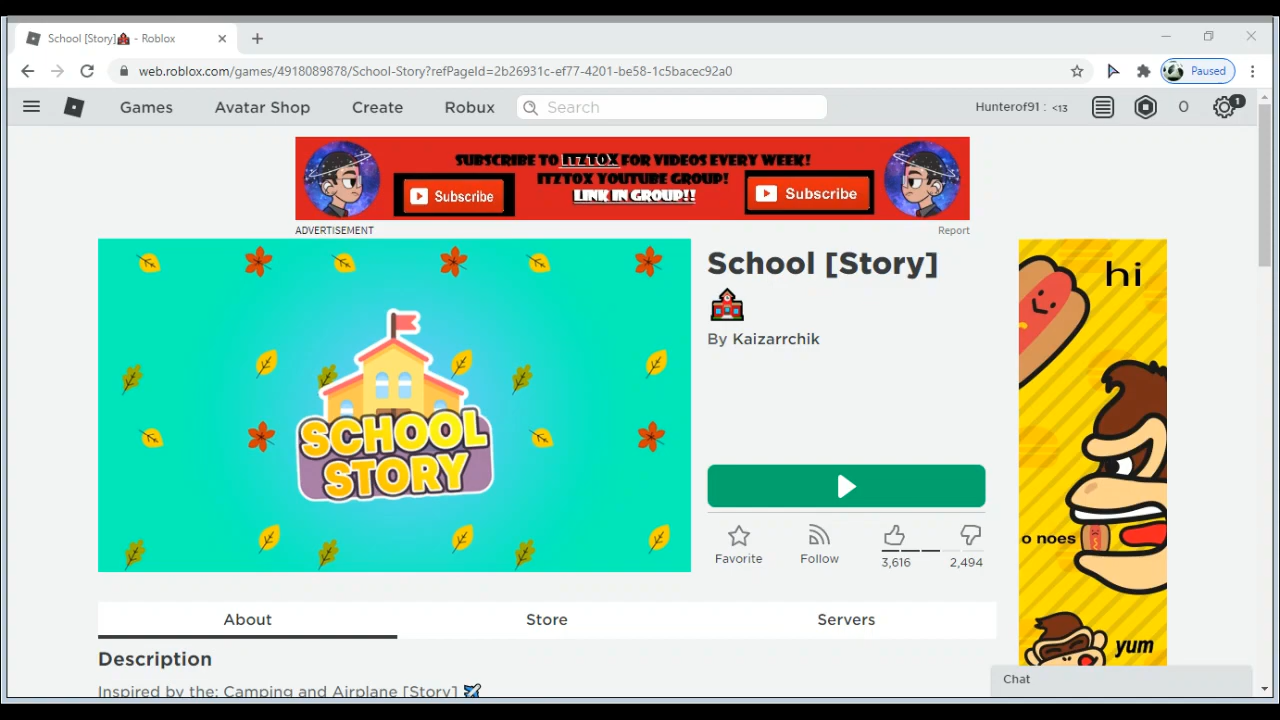 School [Story]🏫 - Roblox
web.roblox.com/games/4918089878/School-Story?refPageId=2b26931c-ef77-4201-be58-1c5bacec92a0
Paused
Games
Avatar Shop
Create
Robux
Search
Hunterof91 : <13
0
1
SUBSCRIBE TO ITZTOX FOR VIDEOS EVERY WEEK!
ITZTOX YOUTUBE GROUP!
LINK IN GROUP!!
Subscribe
Subscribe
ADVERTISEMENT
Report
SCHOOL
STORY
School [Story]
🏫
By Kaizarrchik
Favorite
Follow
3,616
2,494
hi
o noes
yum
About
Store
Servers
Description
Inspired by the: Camping and Airplane [Story] ✈️
Chat